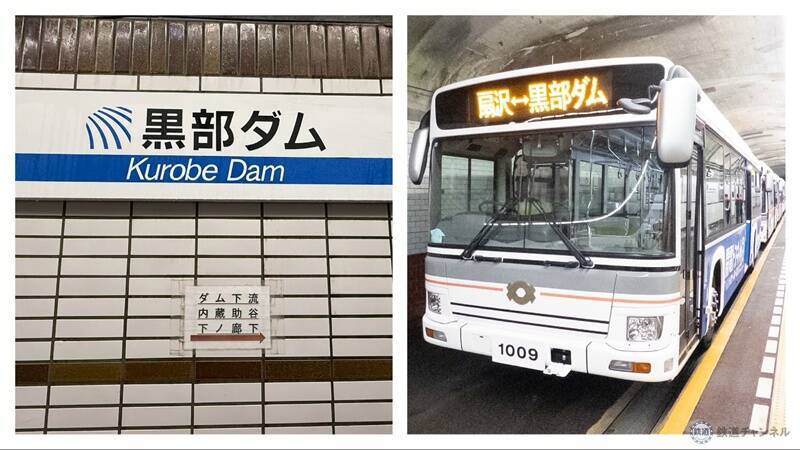 黒部ダム
Kurobe Dam
ダム下流
内蔵助谷
下ノ廊下
扇沢↔黒部ダム
1009
鉄道チャンネル